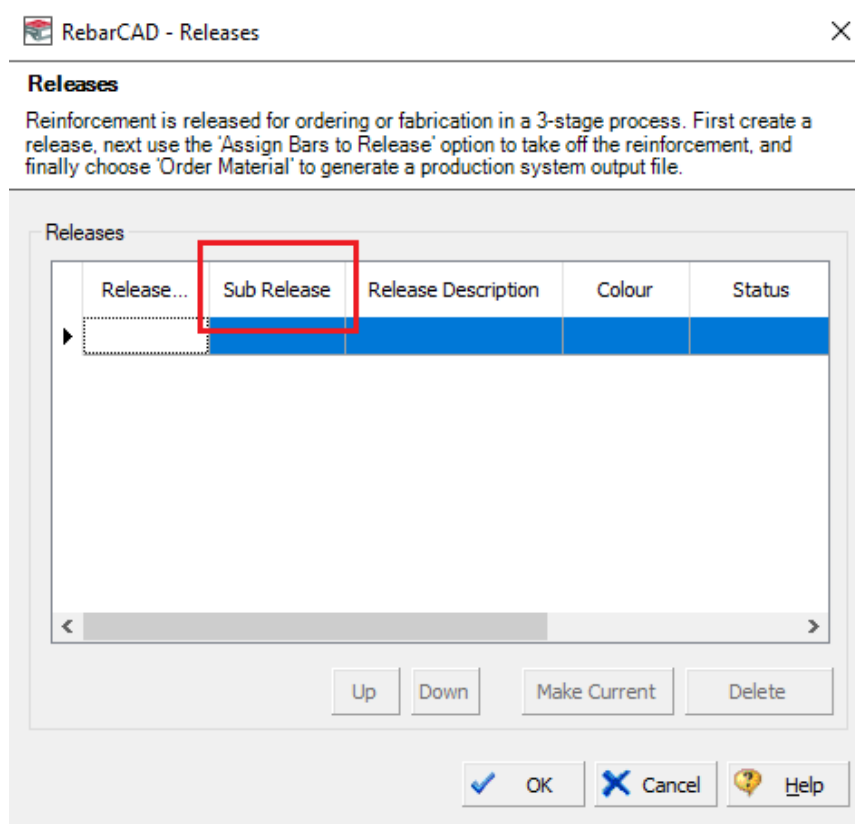 RebarCAD - Releases
Releases
Reinforcement is released for ordering or fabrication in a 3-stage process. First create a
release, next use the 'Assign Bars to Release' option to take off the reinforcement, and
finally choose 'Order Material' to generate a production system output file.
Releases
Release... Sub Release Release Description Colour Status
Up Down Make Current Delete
OK Cancel Help